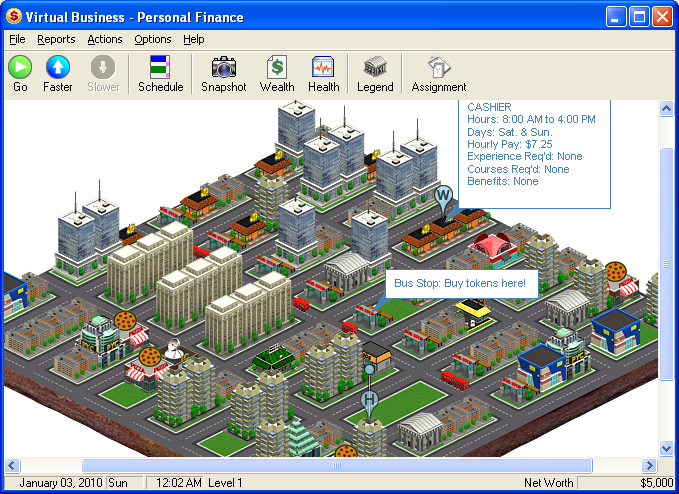 Virtual Business - Personal Finance
File Reports Actions Options Help
Go Faster Slower Schedule Snapshot Wealth Health Legend Assignment
CASHIER
Hours: 8:00 AM to 4:00 PM
Days: Sat. & Sun.
Hourly Pay: $7.25
Experience Req'd: None
Courses Req'd: None
Benefits: None
W
Bus Stop: Buy tokens here!
H
January 03, 2010 Sun 12:02 AM Level 1 Net Worth $5,000